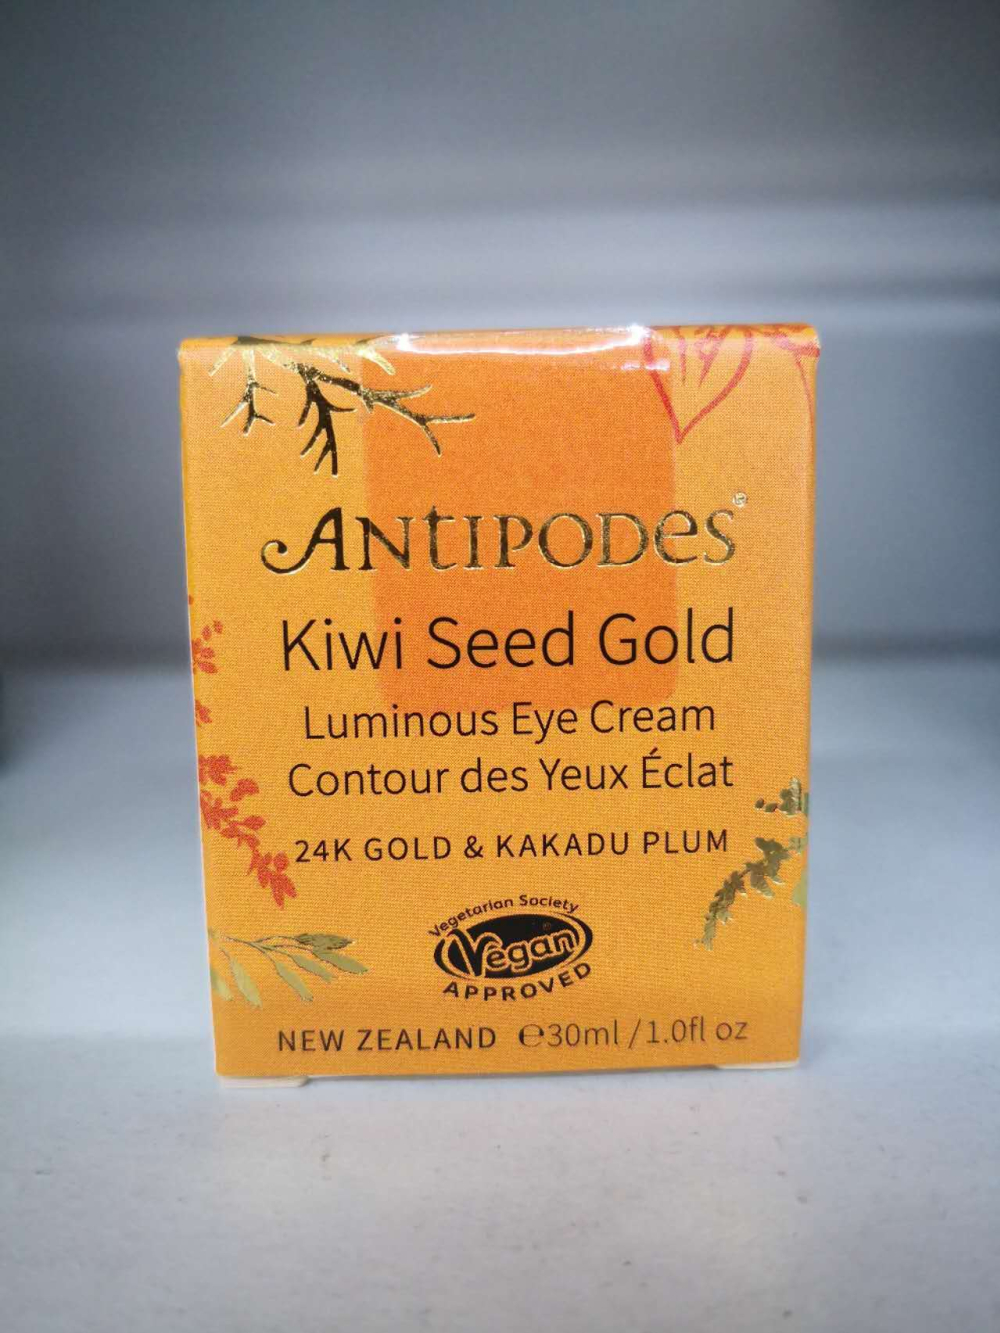 ANtIPODes®
Kiwi Seed Gold
Luminous Eye Cream
Contour des Yeux Éclat
24K GOLD & KAKADU PLUM
Vegetarian Society
Vegan
APPROVED
NEW ZEALAND ℮30ml / 1.0fl oz